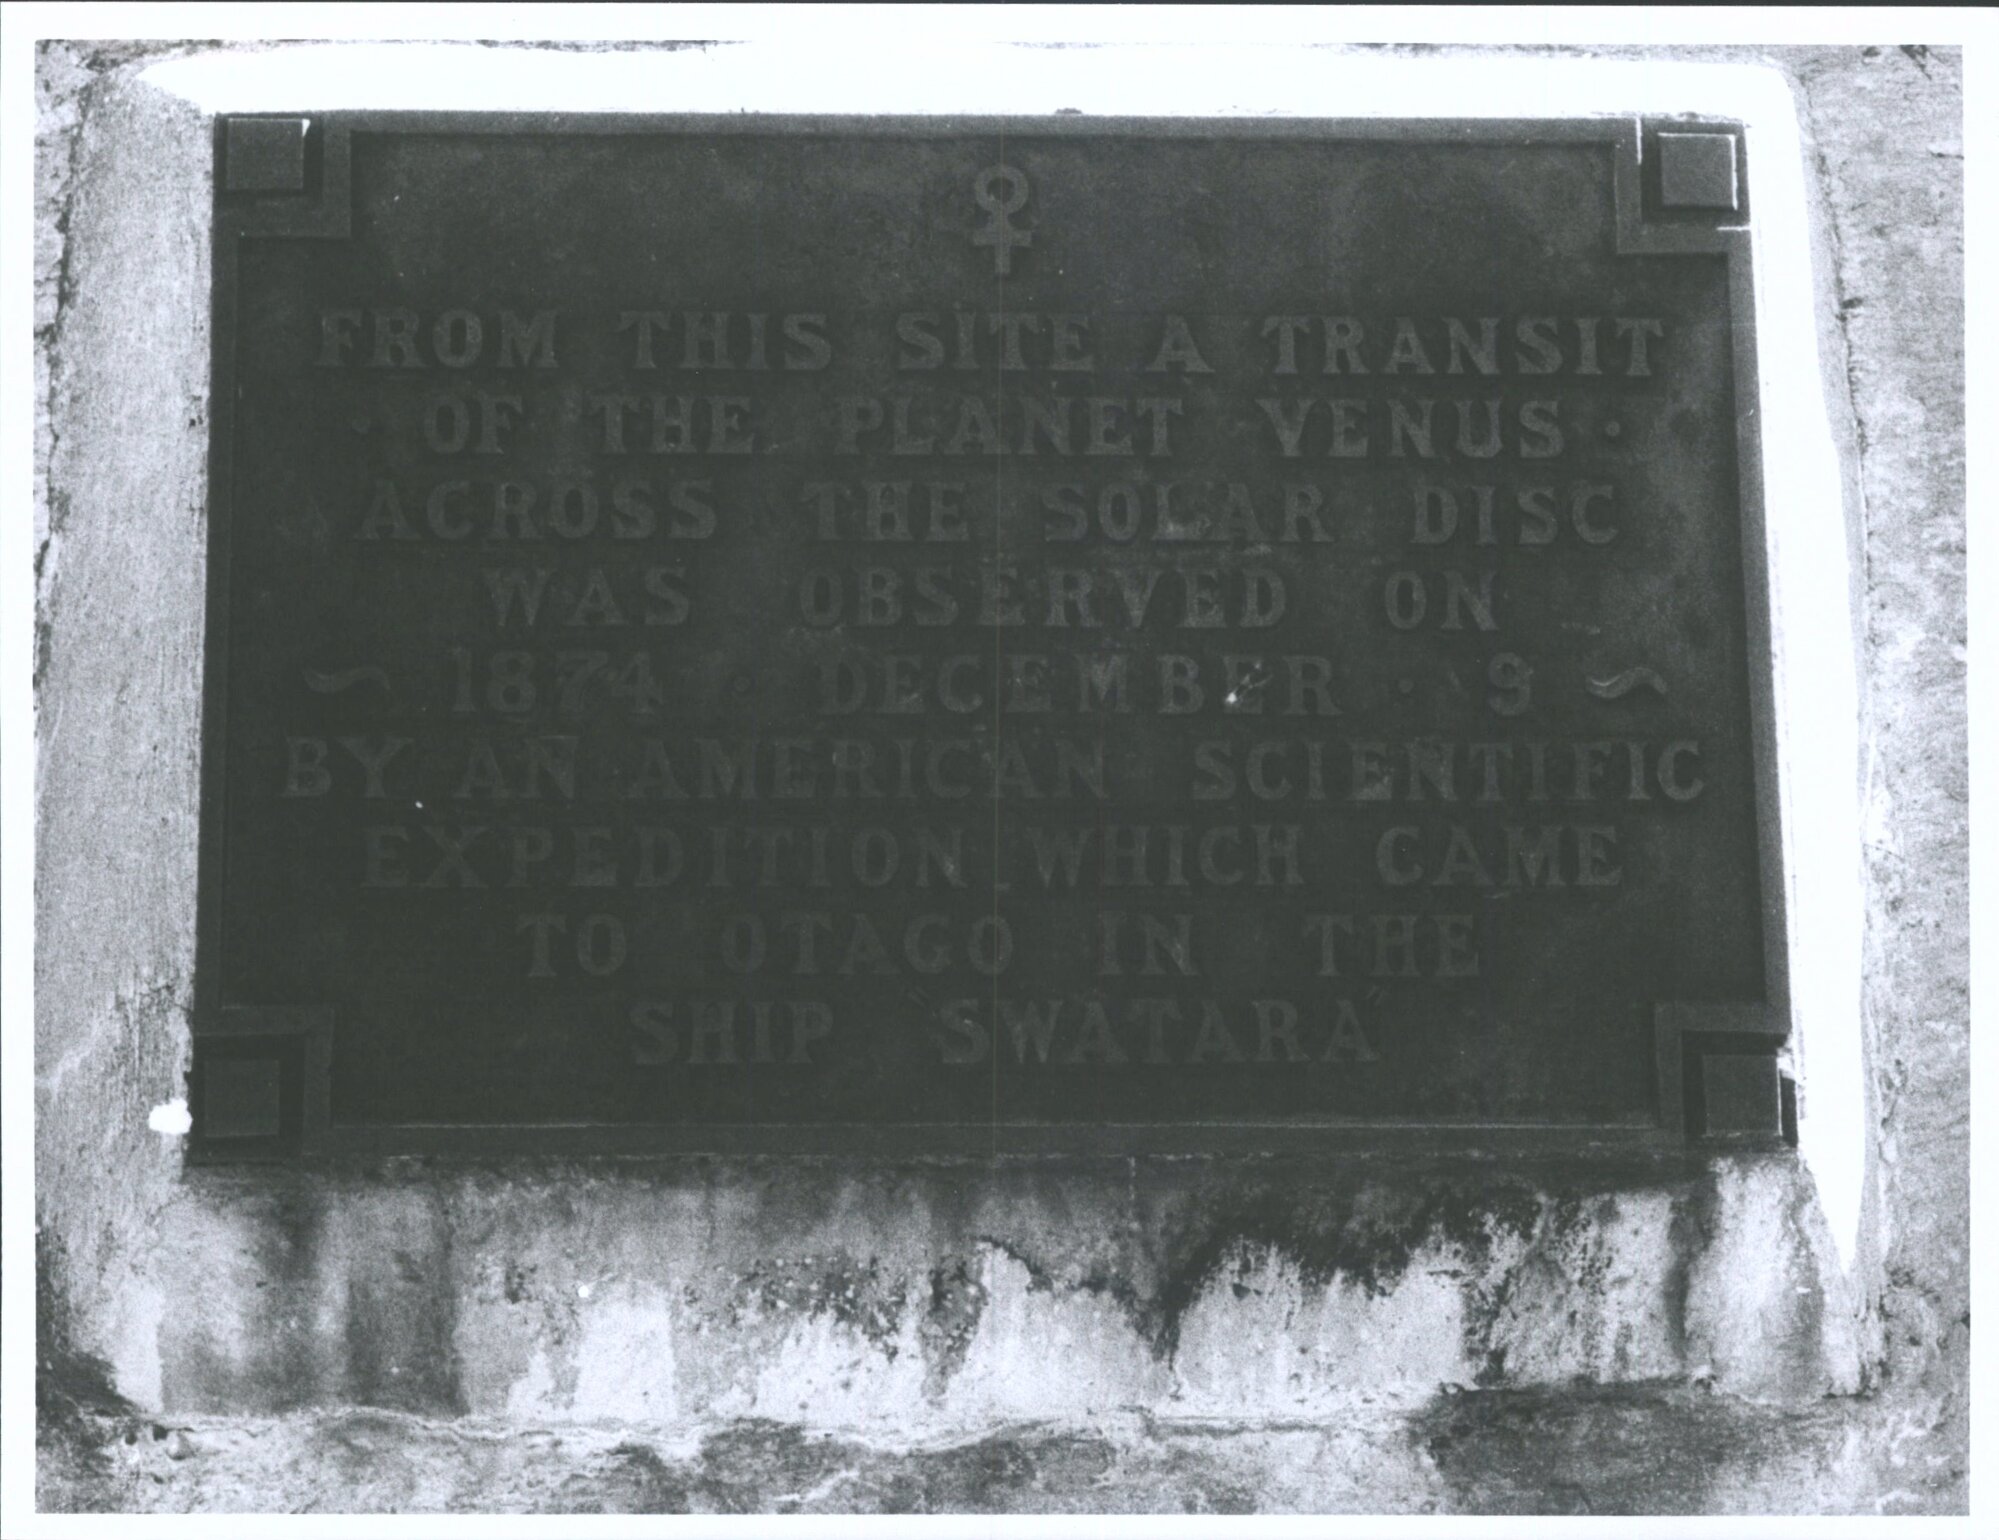 ♀
FROM THIS SITE A TRANSIT
· OF THE PLANET VENUS ·
ACROSS THE SOLAR DISC
WAS OBSERVED ON
~ 1874 · DECEMBER · 9 ~
BY AN AMERICAN SCIENTIFIC
EXPEDITION WHICH CAME
TO OTAGO IN THE
SHIP "SWATARA"